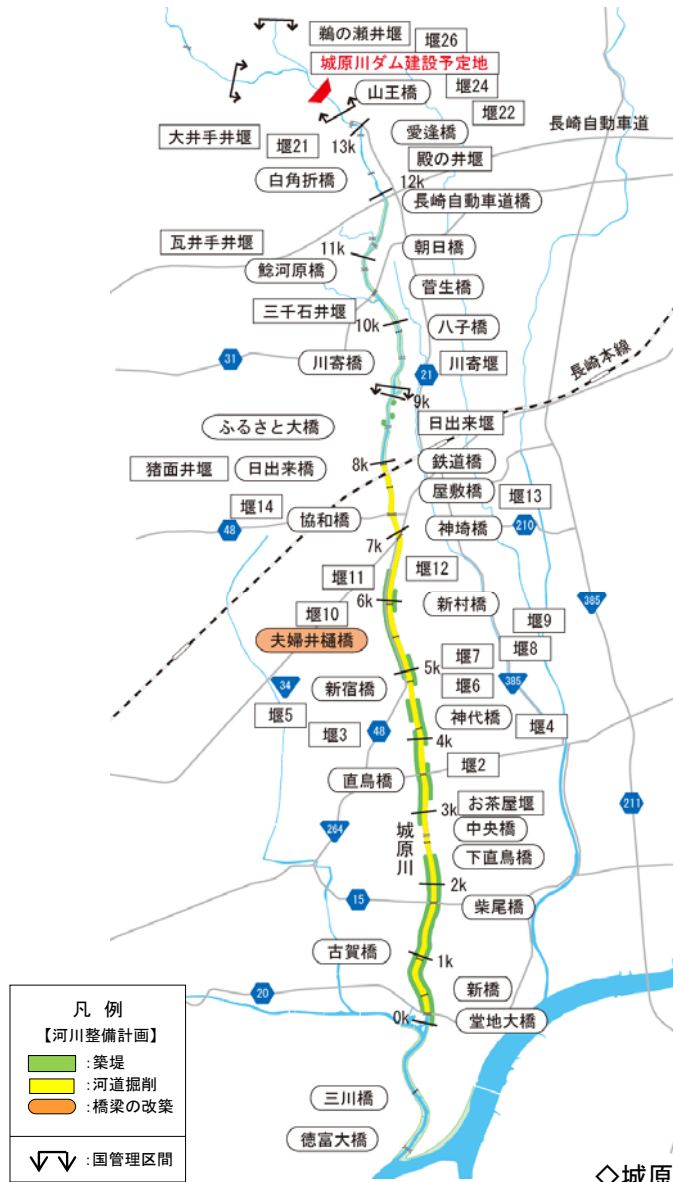 鵜の瀬井堰
堰26
城原川ダム建設予定地
堰24
山王橋
堰22
大井手井堰
堰21
13k
愛逢橋
長崎自動車道
殿の井堰
白角折橋
12k
長崎自動車道橋
瓦井手井堰
11k
朝日橋
鯰河原橋
菅生橋
三千石井堰
10k
八子橋
31
川寄橋
川寄堰
21
長崎本線
9k
ふるさと大橋
日出来堰
猪面井堰
日出来橋
8k
鉄道橋
屋敷橋
堰13
堰14
48
協和橋
神埼橋
210
7k
堰11
堰12
385
堰10
6k
新村橋
堰9
夫婦井樋橋
堰7
堰8
5k
34
新宿橋
堰6
385
堰5
堰3
48
神代橋
堰4
4k
直鳥橋
堰2
211
3k
お茶屋堰
264
城原川
中央橋
下直鳥橋
2k
15
柴尾橋
古賀橋
1k
20
新橋
0k
堂地大橋
凡 例
【河川整備計画】
:築堤
:河道掘削
:橋梁の改築
:国管理区間
三川橋
徳富大橋
◇城原